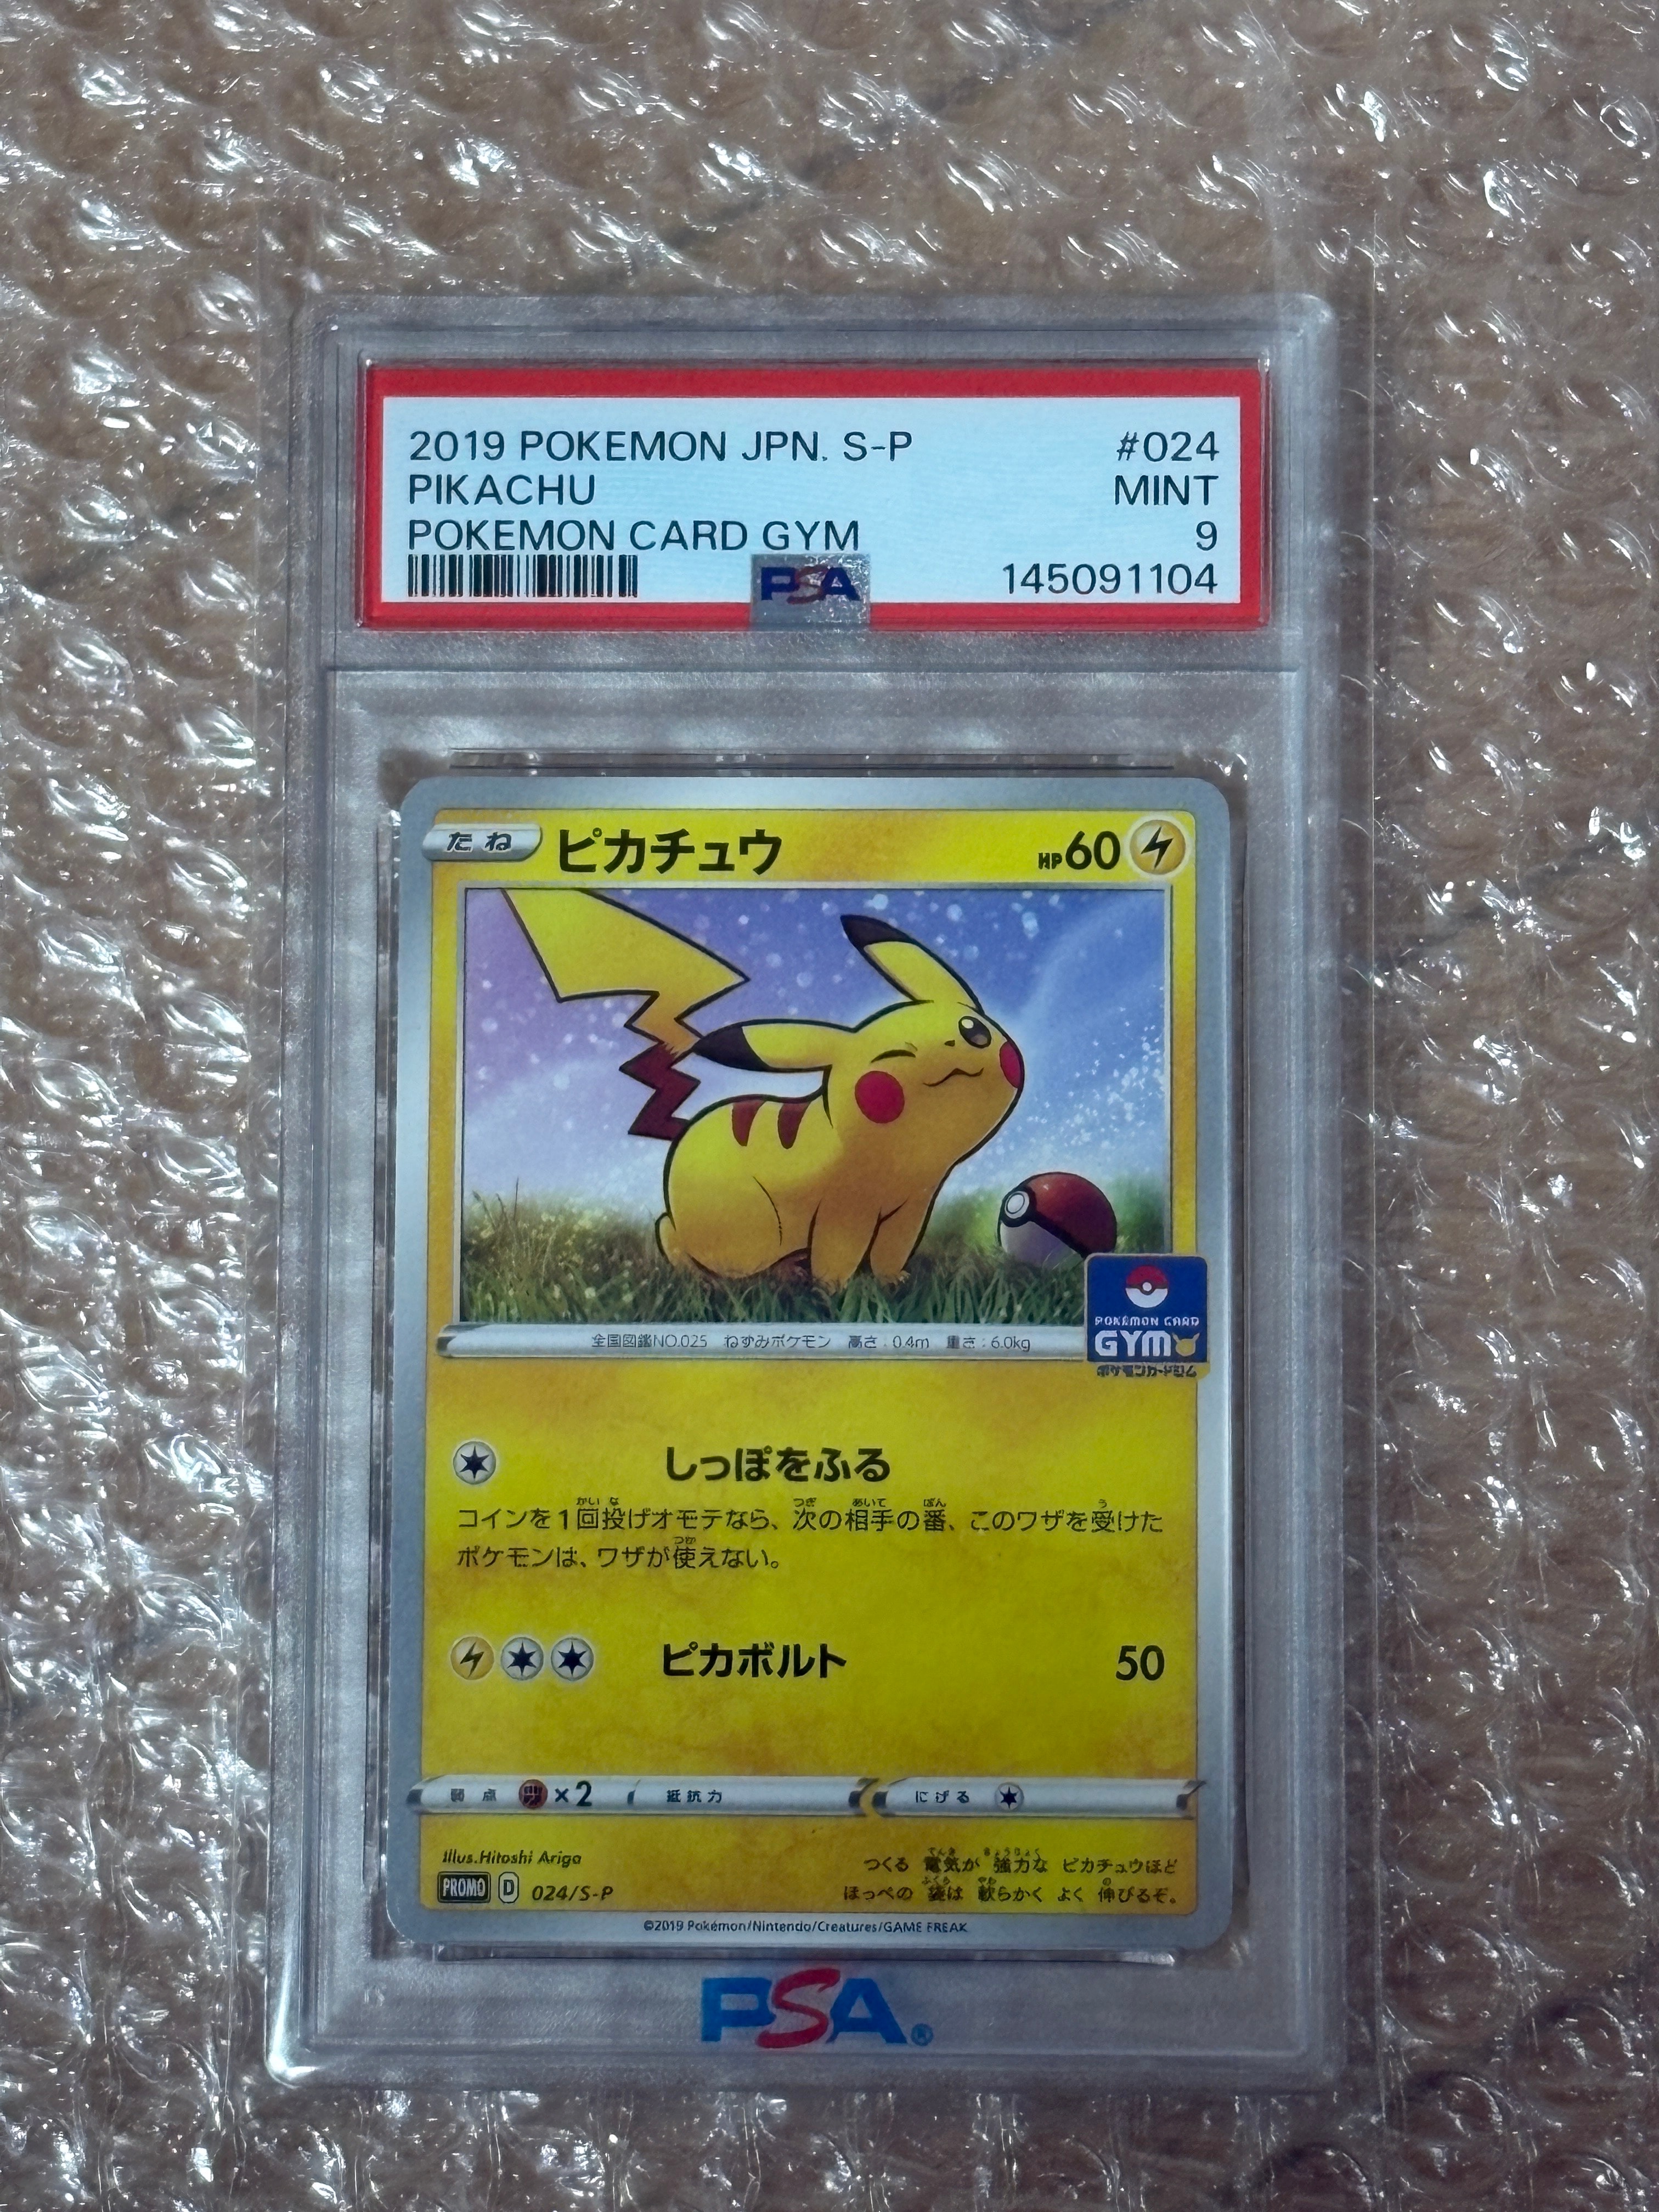 2019 POKEMON JPN. S-P #024
PIKACHU MINT
POKEMON CARD GYM 9
PSA 145091104
たね ピカチュウ HP60
全国図鑑NO.025 ねずみポケモン 高さ:0.4m 重さ:6.0kg
POKÉMON CARD
GYM
ポケモンカードジム
しっぽをふる
コインを1回投げオモテなら、次の相手の番、このワザを受けた
ポケモンは、ワザが使えない。
ピカボルト 50
弱点 ×2 抵抗力 にげる
Illus.Hitoshi Ariga
PROMO D 024/S-P
つくる 電気が 強力な ピカチュウほど
ほっぺの 袋は 軟らかく よく 伸びるぞ。
©2019 Pokémon/Nintendo/Creatures/GAME FREAK
PSA®